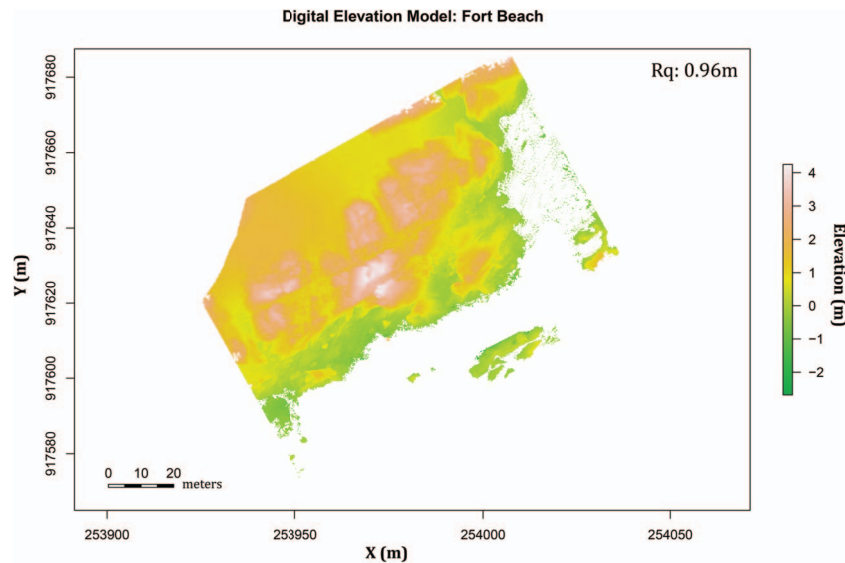 Digital Elevation Model: Fort Beach
Rq: 0.96m
917680
917660
917640
917620
917600
917580
Y (m)
4
3
2
1
0
−1
−2
Elevation (m)
0 10 20
meters
253900 253950 254000 254050
X (m)